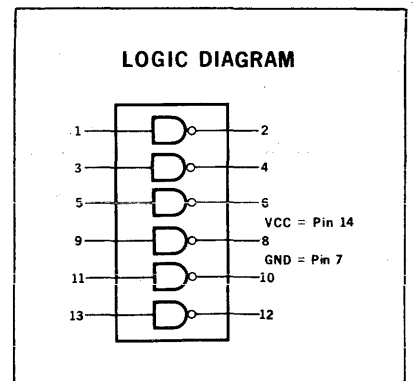 LOGIC DIAGRAM
1 2
3 4
5 6
VCC = Pin 14
9 8
GND = Pin 7
11 10
13 12